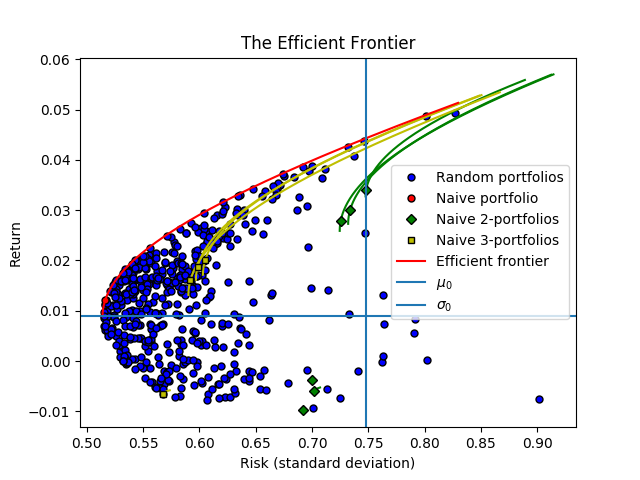 The Efficient Frontier
0.06
0.05
0.04
0.03
0.02
0.01
0.00
−0.01
Return
Random portfolios
Naive portfolio
Naive 2-portfolios
Naive 3-portfolios
Efficient frontier
μ₀
σ₀
0.50 0.55 0.60 0.65 0.70 0.75 0.80 0.85 0.90
Risk (standard deviation)